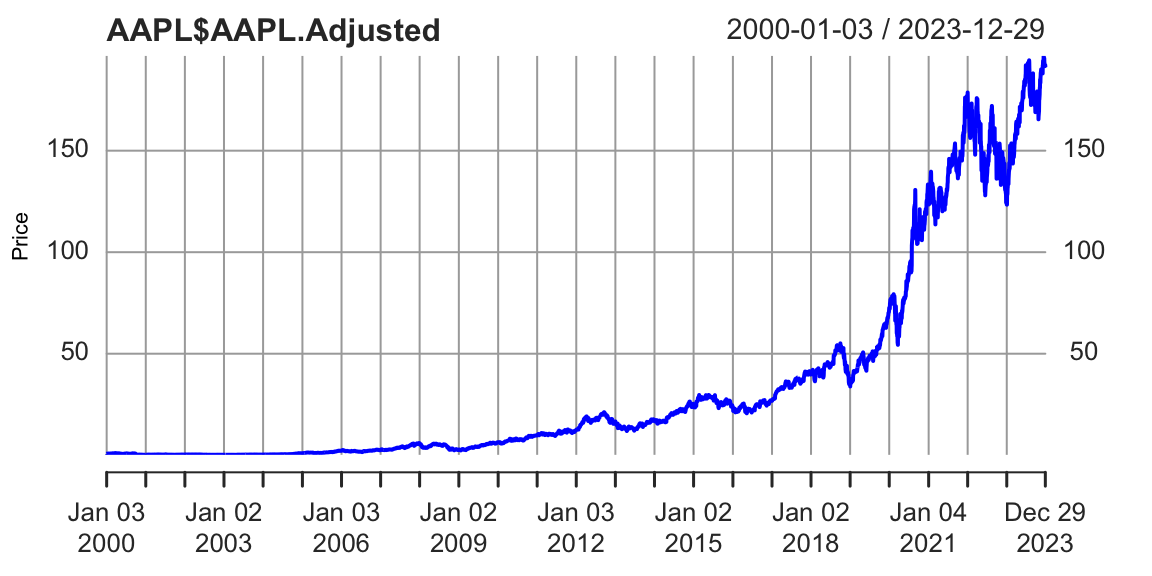 AAPL$AAPL.Adjusted 2000-01-03 / 2023-12-29
150 150
Price
100 100
50 50
Jan 03 Jan 02 Jan 03 Jan 02 Jan 03 Jan 02 Jan 02 Jan 04 Dec 29
2000 2003 2006 2009 2012 2015 2018 2021 2023